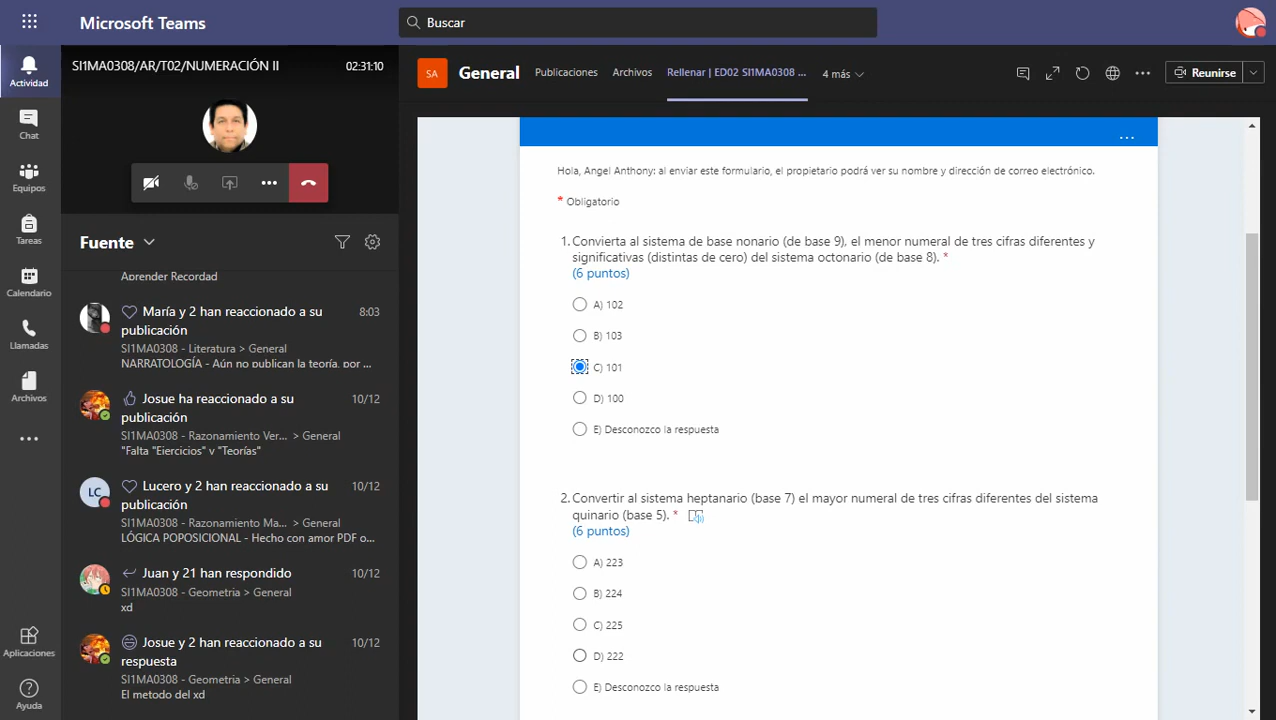 Microsoft Teams
Buscar
Actividad
Chat
Equipos
Tareas
Calendario
Llamadas
Archivos
Aplicaciones
Ayuda
SI1MA0308/AR/T02/NUMERACIÓN II
02:31:10
Fuente
Aprender Recordad
María y 2 han reaccionado a su publicación
8:03
SI1MA0308 - Literatura > General
NARRATOLOGÍA - Aún no publican la teoría, por ...
Josue ha reaccionado a su publicación
10/12
SI1MA0308 - Razonamiento Ver... > General
"Falta "Ejercicios" y "Teorías"
LC
Lucero y 2 han reaccionado a su publicación
10/12
SI1MA0308 - Razonamiento Ma... > General
LÓGICA POPOSICIONAL - Hecho con amor PDF o...
Juan y 21 han respondido
10/12
SI1MA0308 - Geometria > General
xd
Josue y 2 han reaccionado a su respuesta
10/12
SI1MA0308 - Geometria > General
El metodo del xd
SA
General
Publicaciones
Archivos
Rellenar | ED02 SI1MA0308 ...
4 más
Reunirse
Hola, Angel Anthony: al enviar este formulario, el propietario podrá ver su nombre y dirección de correo electrónico.
* Obligatorio
1. Convierta al sistema de base nonario (de base 9), el menor numeral de tres cifras diferentes y
significativas (distintas de cero) del sistema octonario (de base 8). *
(6 puntos)
A) 102
B) 103
C) 101
D) 100
E) Desconozco la respuesta
2. Convertir al sistema heptanario (base 7) el mayor numeral de tres cifras diferentes del sistema
quinario (base 5). *
(6 puntos)
A) 223
B) 224
C) 225
D) 222
E) Desconozco la respuesta